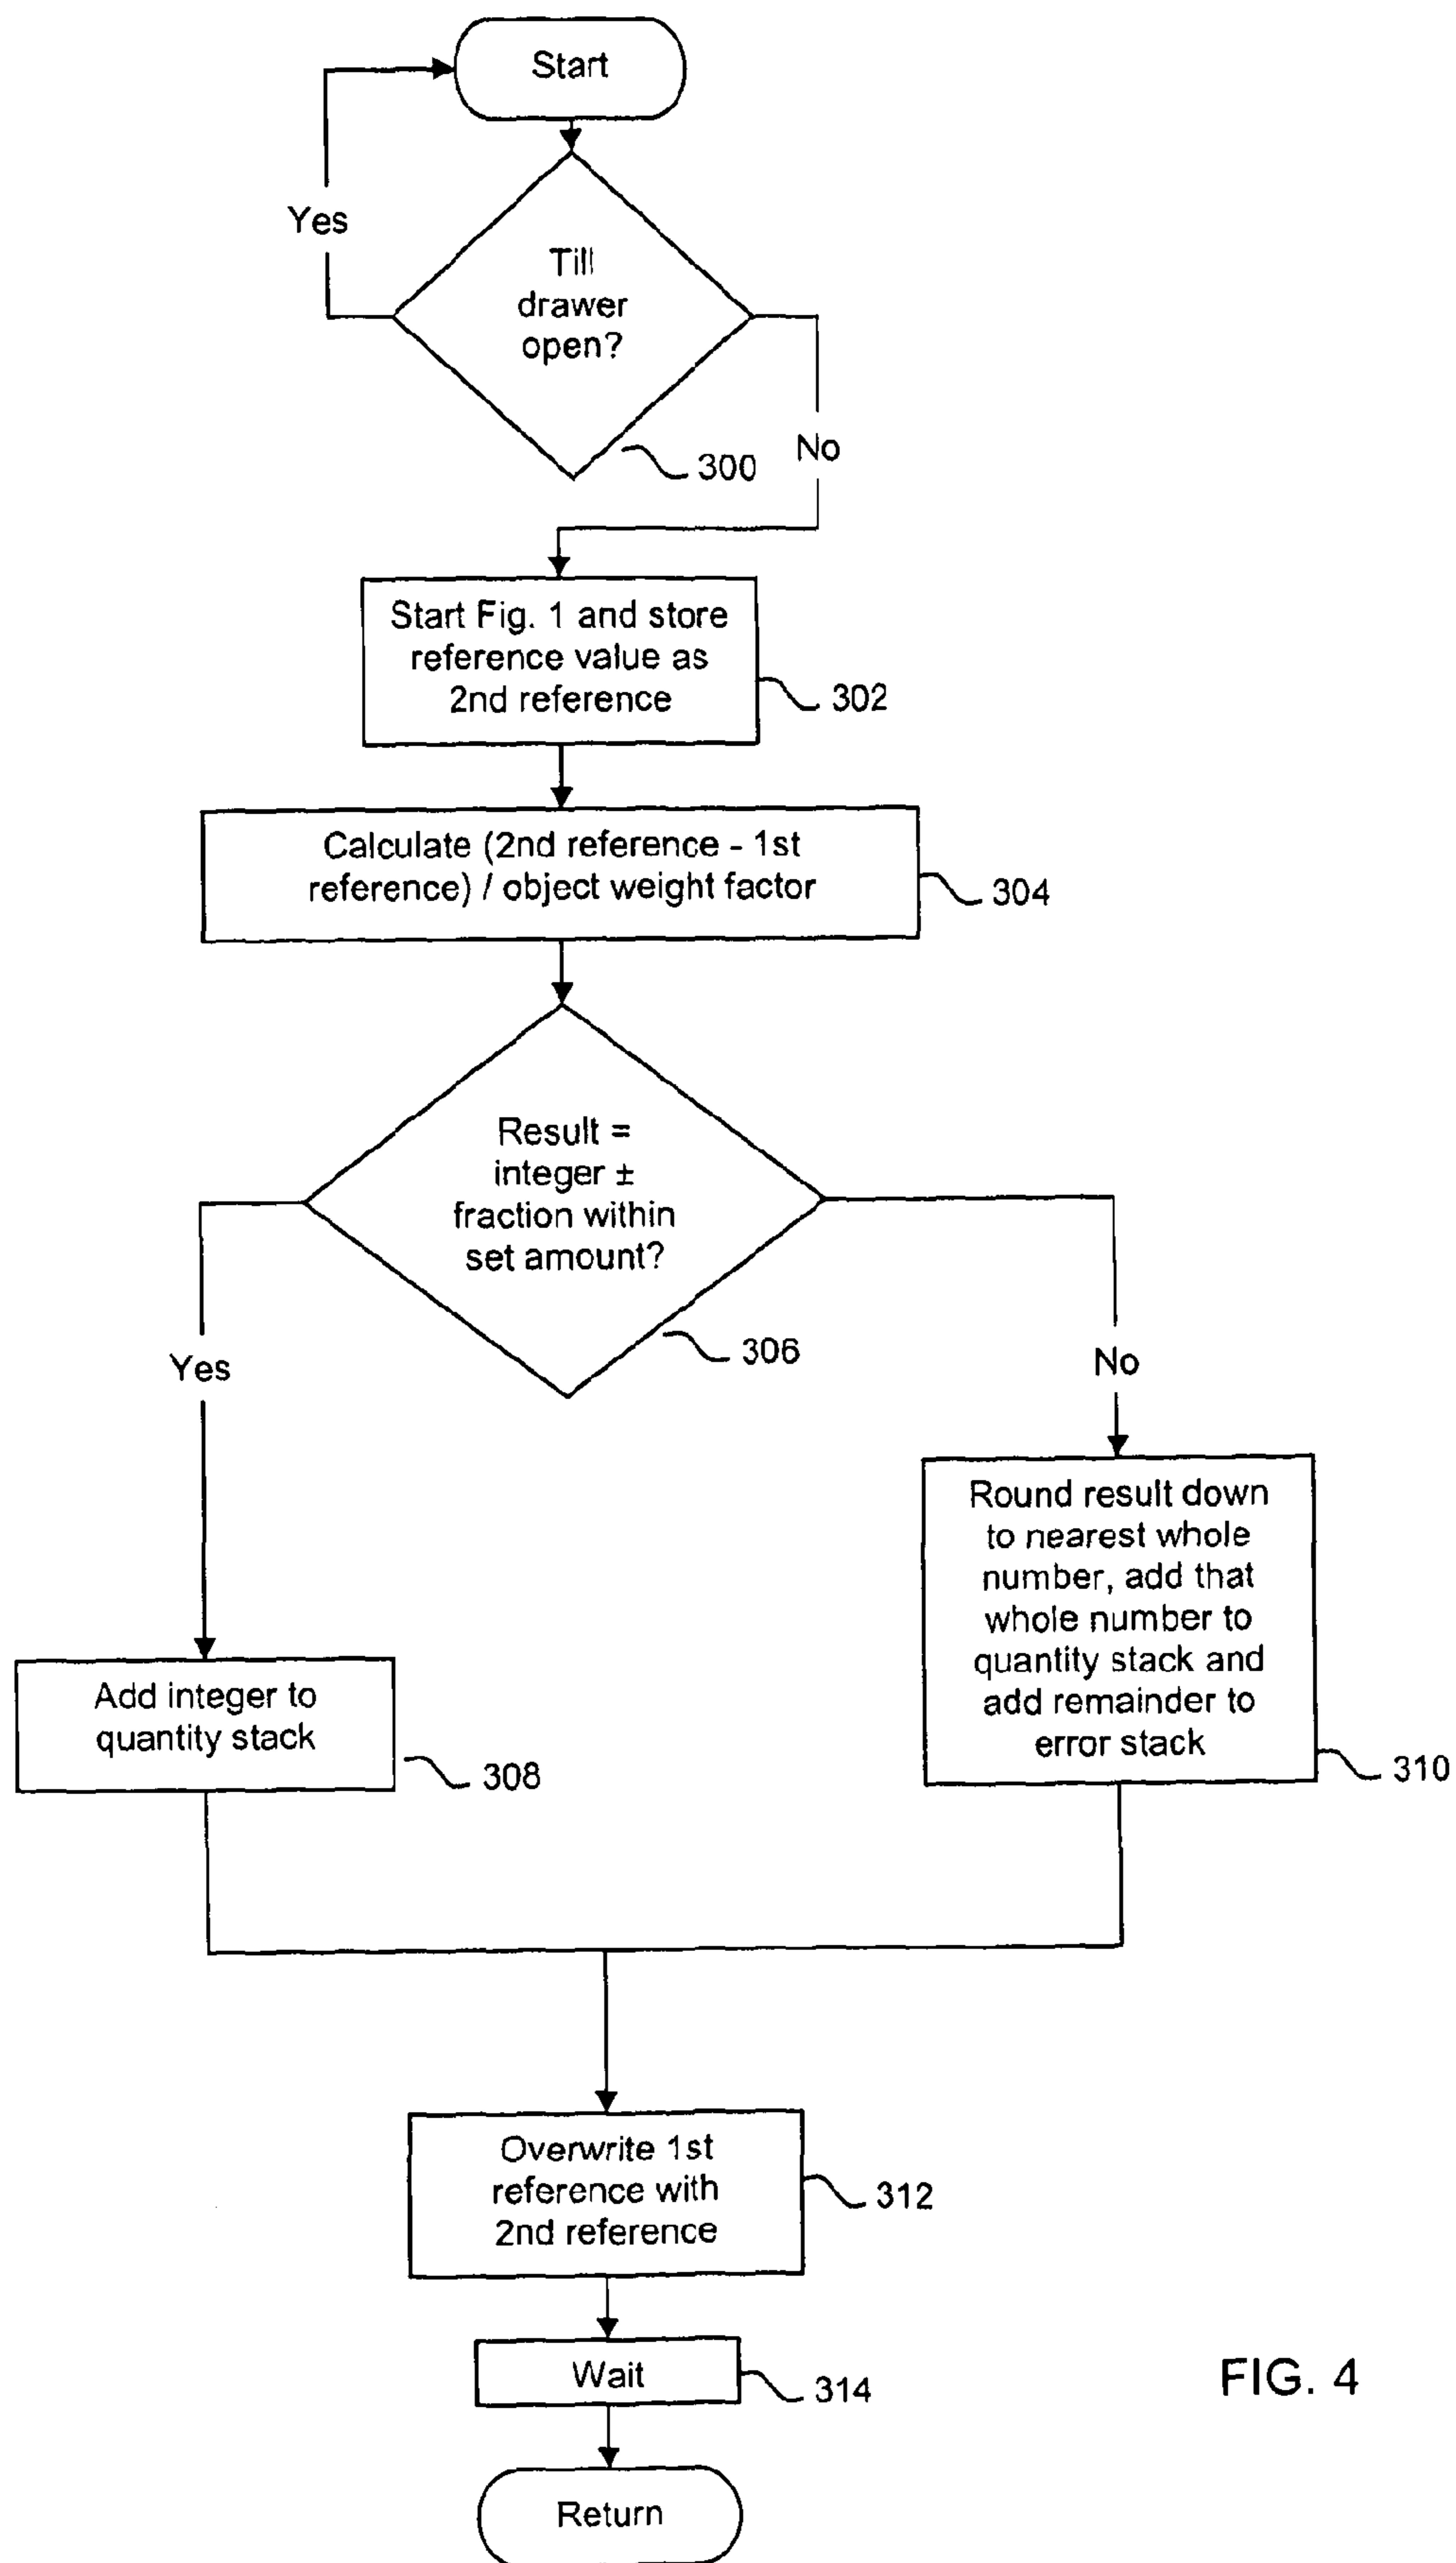 Start
Yes
Till
drawer
open?
No
300
Start Fig. 1 and store
reference value as
2nd reference
302
Calculate (2nd reference - 1st
reference) / object weight factor
304
Result =
integer ±
fraction within
set amount?
306
Yes
No
Round result down
to nearest whole
number, add that
whole number to
quantity stack and
add remainder to
error stack
310
Add integer to
quantity stack
308
Overwrite 1st
reference with
2nd reference
312
Wait
314
FIG. 4
Return